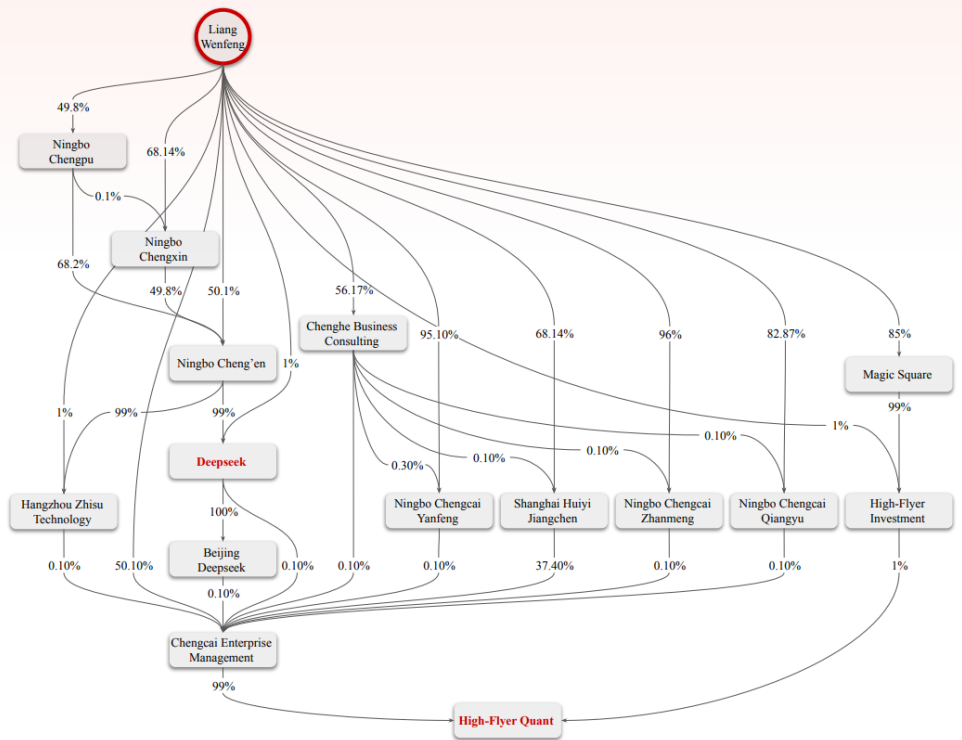 Liang
Wenfeng
49.8%
Ningbo
Chengpu
68.14%
0.1%
Ningbo
Chengxin
68.2%
49.8%
50.1%
56.17%
95.10%
68.14%
96%
82.87%
85%
Chenghe Business
Consulting
Ningbo Cheng’en
1%
Magic Square
1%
99%
99%
99%
1%
Deepseek
0.30%
0.10%
0.10%
0.10%
Hangzhou Zhisu
Technology
100%
Ningbo Chengcai
Yanfeng
Shanghai Huiyi
Jiangchen
Ningbo Chengcai
Zhanmeng
Ningbo Chengcai
Qiangyu
High-Flyer
Investment
Beijing
Deepseek
0.10%
50.10%
0.10%
0.10%
0.10%
37.40%
0.10%
0.10%
1%
0.10%
Chengcai Enterprise
Management
99%
High-Flyer Quant